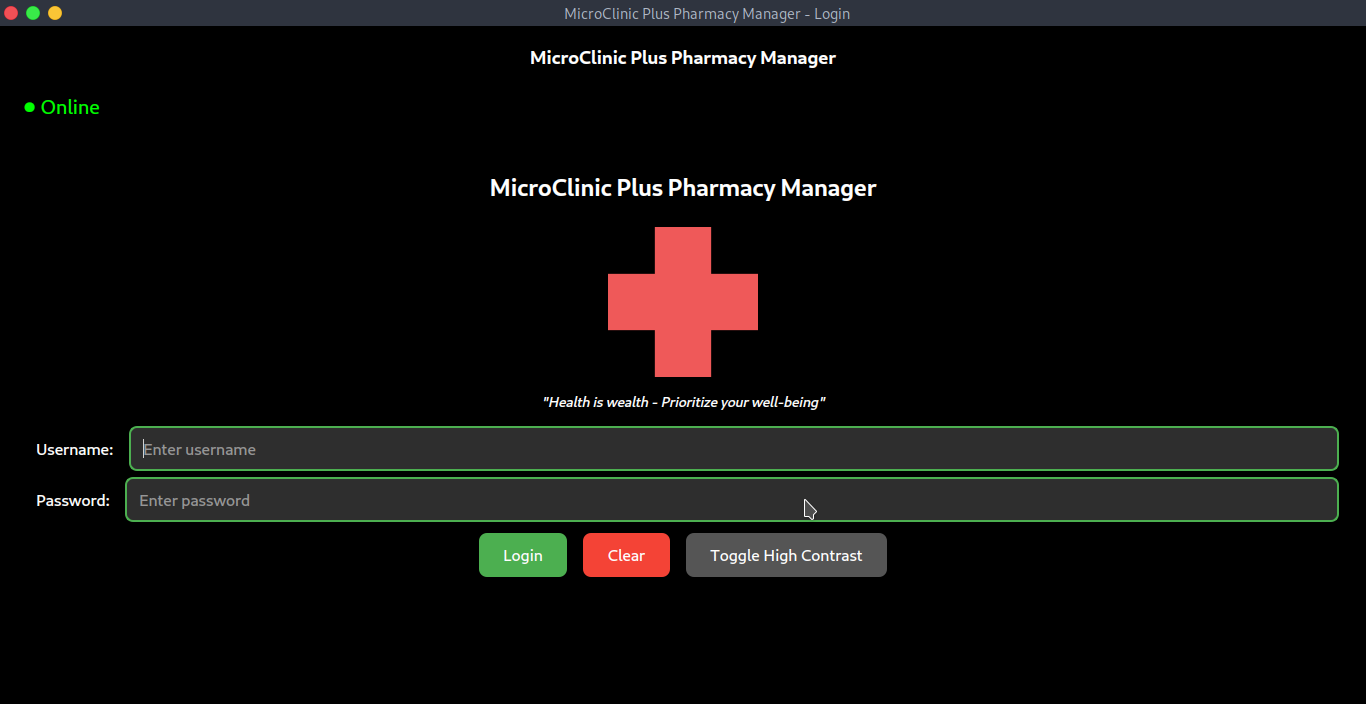 MicroClinic Plus Pharmacy Manager - Login
MicroClinic Plus Pharmacy Manager
Online
MicroClinic Plus Pharmacy Manager
"Health is wealth - Prioritize your well-being"
Username: Enter username
Password: Enter password
Login Clear Toggle High Contrast